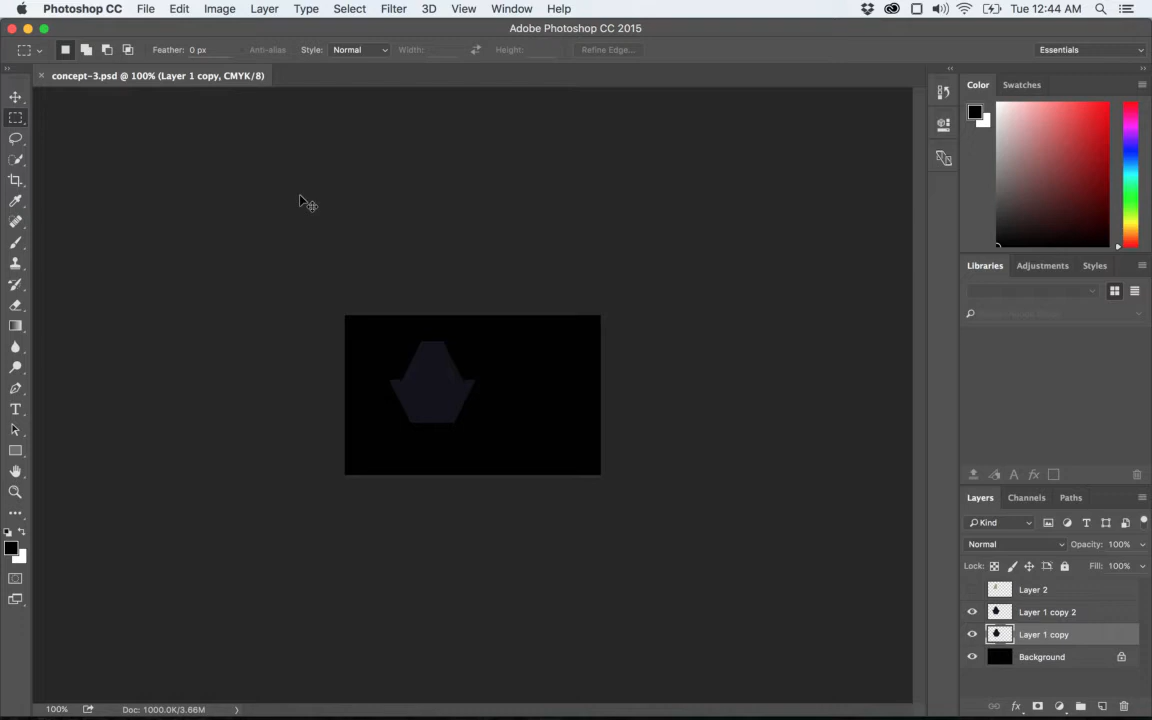 Photoshop CC File Edit Image Layer Type Select Filter 3D View Window Help Tue 12:44 AM
Adobe Photoshop CC 2015
Feather: 0 px Anti-alias Style: Normal Width: Height: Refine Edge... Essentials
× concept-3.psd @ 100% (Layer 1 copy, CMYK/8)
Color Swatches
Libraries Adjustments Styles
Layers Channels Paths
Kind
Normal Opacity: 100%
Lock: Fill: 100%
Layer 2
Layer 1 copy 2
Layer 1 copy
Background
100% Doc: 1000.0K/3.66M